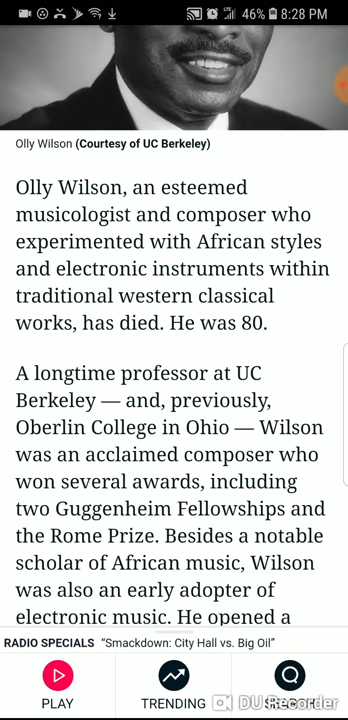 46% 8:28 PM
Olly Wilson (Courtesy of UC Berkeley)
Olly Wilson, an esteemed
musicologist and composer who
experimented with African styles
and electronic instruments within
traditional western classical
works, has died. He was 80.
A longtime professor at UC
Berkeley — and, previously,
Oberlin College in Ohio — Wilson
was an acclaimed composer who
won several awards, including
two Guggenheim Fellowships and
the Rome Prize. Besides a notable
scholar of African music, Wilson
was also an early adopter of
electronic music. He opened a
RADIO SPECIALS “Smackdown: City Hall vs. Big Oil”
PLAY TRENDING SEARCH
DU Recorder